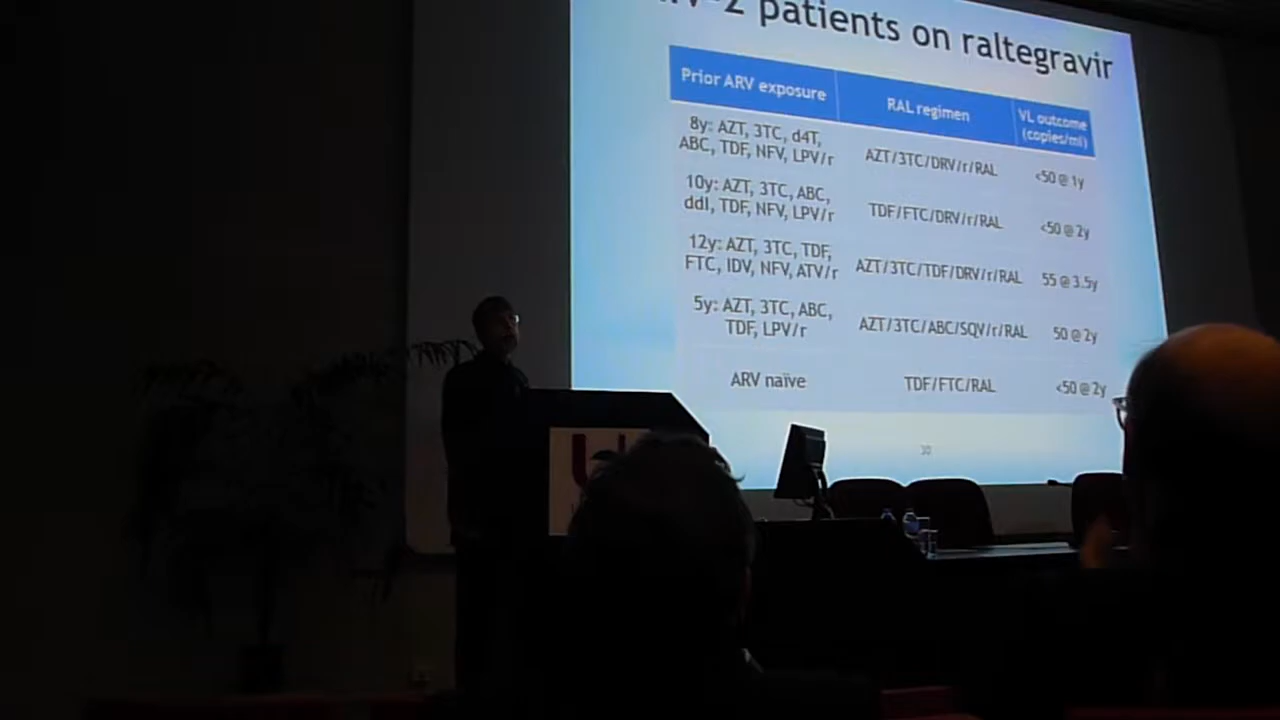 patients on raltegravir
Prior ARV exposure
RAL regimen
VL outcome
(copies/ml)
8y: AZT, 3TC, d4T,
ABC, TDF, NFV, LPV/r
AZT/3TC/DRV/r/RAL
<50 @ 1y
10y: AZT, 3TC, ABC,
ddI, TDF, NFV, LPV/r
TDF/FTC/DRV/r/RAL
<50 @ 2y
12y: AZT, 3TC, TDF,
FTC, IDV, NFV, ATV/r
AZT/3TC/TDF/DRV/r/RAL
55 @ 3.5y
5y: AZT, 3TC, ABC,
TDF, LPV/r
AZT/3TC/ABC/SQV/r/RAL
50 @ 2y
ARV naïve
TDF/FTC/RAL
<50 @ 2y
30